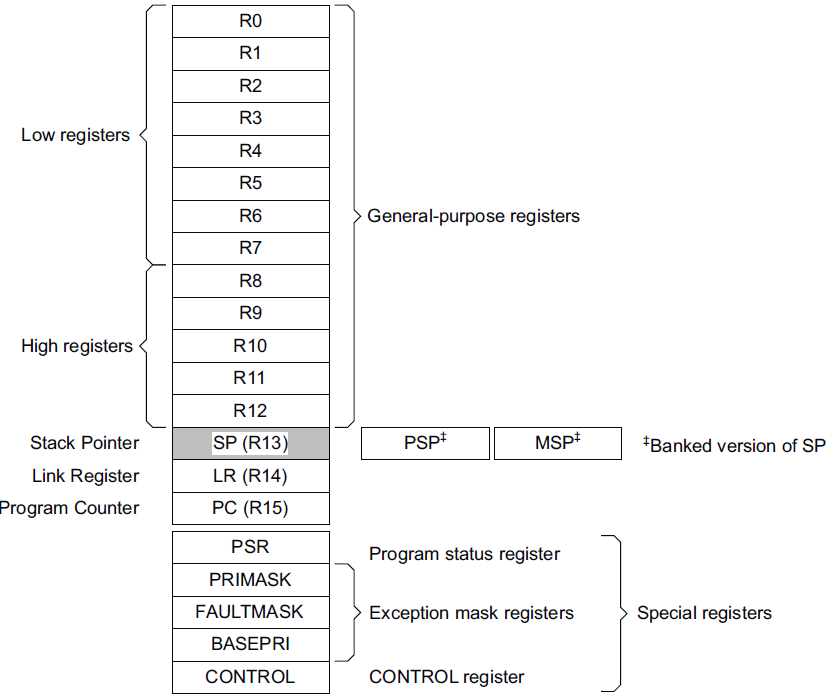 R0
R1
R2
R3
Low registers
R4
R5
R6
General-purpose registers
R7
R8
R9
High registers
R10
R11
R12
Stack Pointer SP (R13) PSP‡ MSP‡ ‡Banked version of SP
Link Register LR (R14)
Program Counter PC (R15)
PSR Program status register
PRIMASK
FAULTMASK Exception mask registers Special registers
BASEPRI
CONTROL CONTROL register